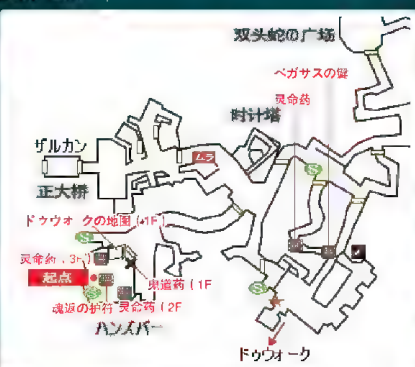 双头蛇の广场
ペガサスの翼
灵命药
时计塔
ザルカン
ムラ
正大桥
ドゥウォークの地圏(1F)
S
S
灵命药(3F)
鬼道药(1F
起点
S
S
魂返の护符
灵命药(2F
ハンズバー
ドゥウォーク